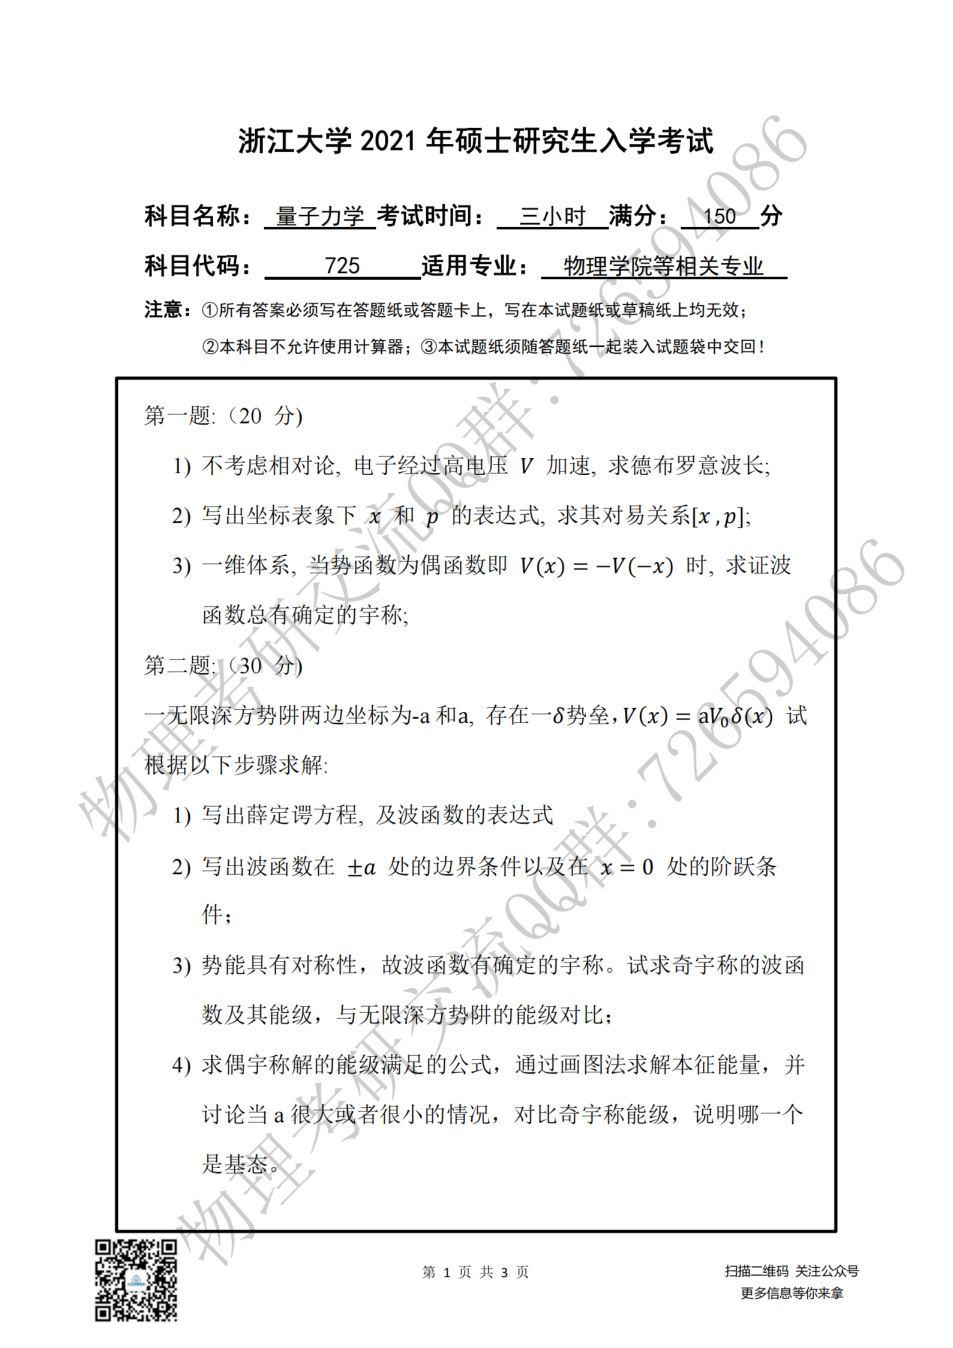 浙江大学 2021 年硕士研究生入学考试
科目名称： 量子力学 考试时间： 三小时 满分： 150 分
科目代码： 725 适用专业： 物理学院等相关专业
注意：①所有答案必须写在答题纸或答题卡上，写在本试题纸或草稿纸上均无效；
②本科目不允许使用计算器；③本试题纸须随答题纸一起装入试题袋中交回！
第一题:（20 分)
1) 不考虑相对论, 电子经过高电压 V 加速, 求德布罗意波长;
2) 写出坐标表象下 x 和 p 的表达式, 求其对易关系[x ,p];
3) 一维体系, 当势函数为偶函数即 V(x) = −V(−x) 时, 求证波
函数总有确定的宇称;
第二题:（30 分)
一无限深方势阱两边坐标为-a 和a, 存在一δ势垒, V(x) = aV₀δ(x) 试
根据以下步骤求解:
1) 写出薛定谔方程, 及波函数的表达式
2) 写出波函数在 ±a 处的边界条件以及在 x = 0 处的阶跃条
件；
3) 势能具有对称性，故波函数有确定的宇称。试求奇宇称的波函
数及其能级，与无限深方势阱的能级对比；
4) 求偶宇称解的能级满足的公式，通过画图法求解本征能量，并
讨论当 a 很大或者很小的情况，对比奇宇称能级，说明哪一个
是基态。
物理考研交流QQ群：726594086
物理考研交流QQ群：726594086
第 1 页 共 3 页
扫描二维码 关注公众号
更多信息等你来拿